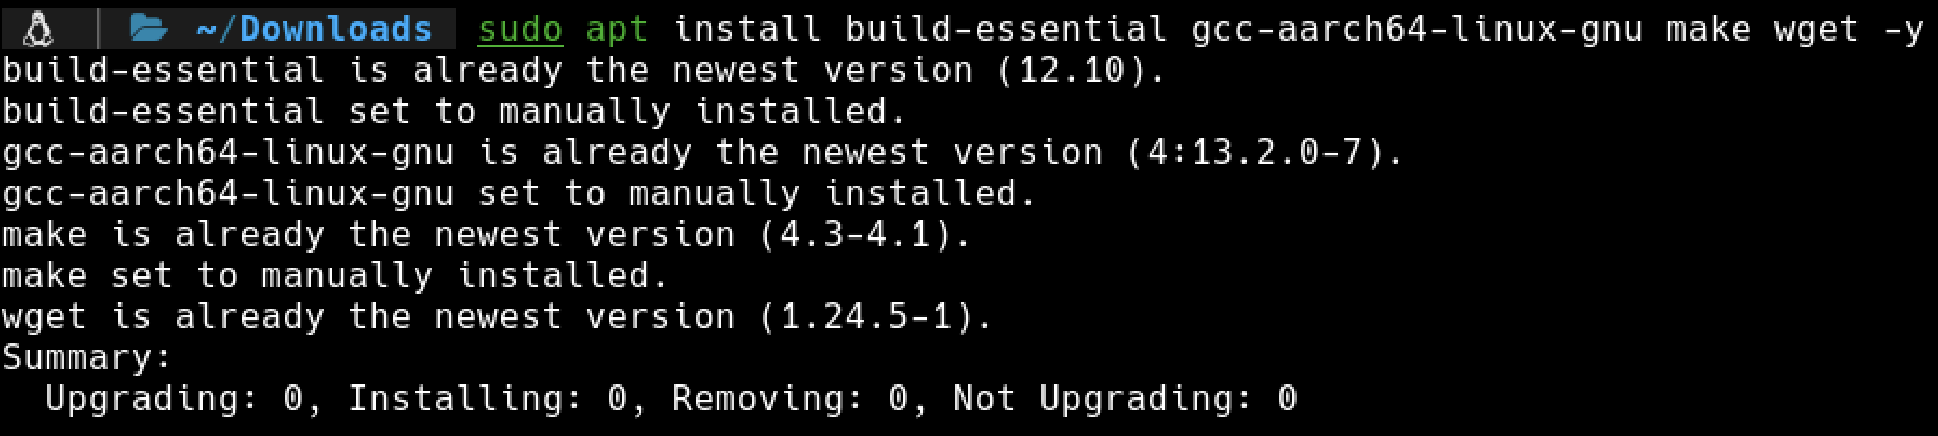 ~/Downloads sudo apt install build-essential gcc-aarch64-linux-gnu make wget -y
build-essential is already the newest version (12.10).
build-essential set to manually installed.
gcc-aarch64-linux-gnu is already the newest version (4:13.2.0-7).
gcc-aarch64-linux-gnu set to manually installed.
make is already the newest version (4.3-4.1).
make set to manually installed.
wget is already the newest version (1.24.5-1).
Summary:
  Upgrading: 0, Installing: 0, Removing: 0, Not Upgrading: 0